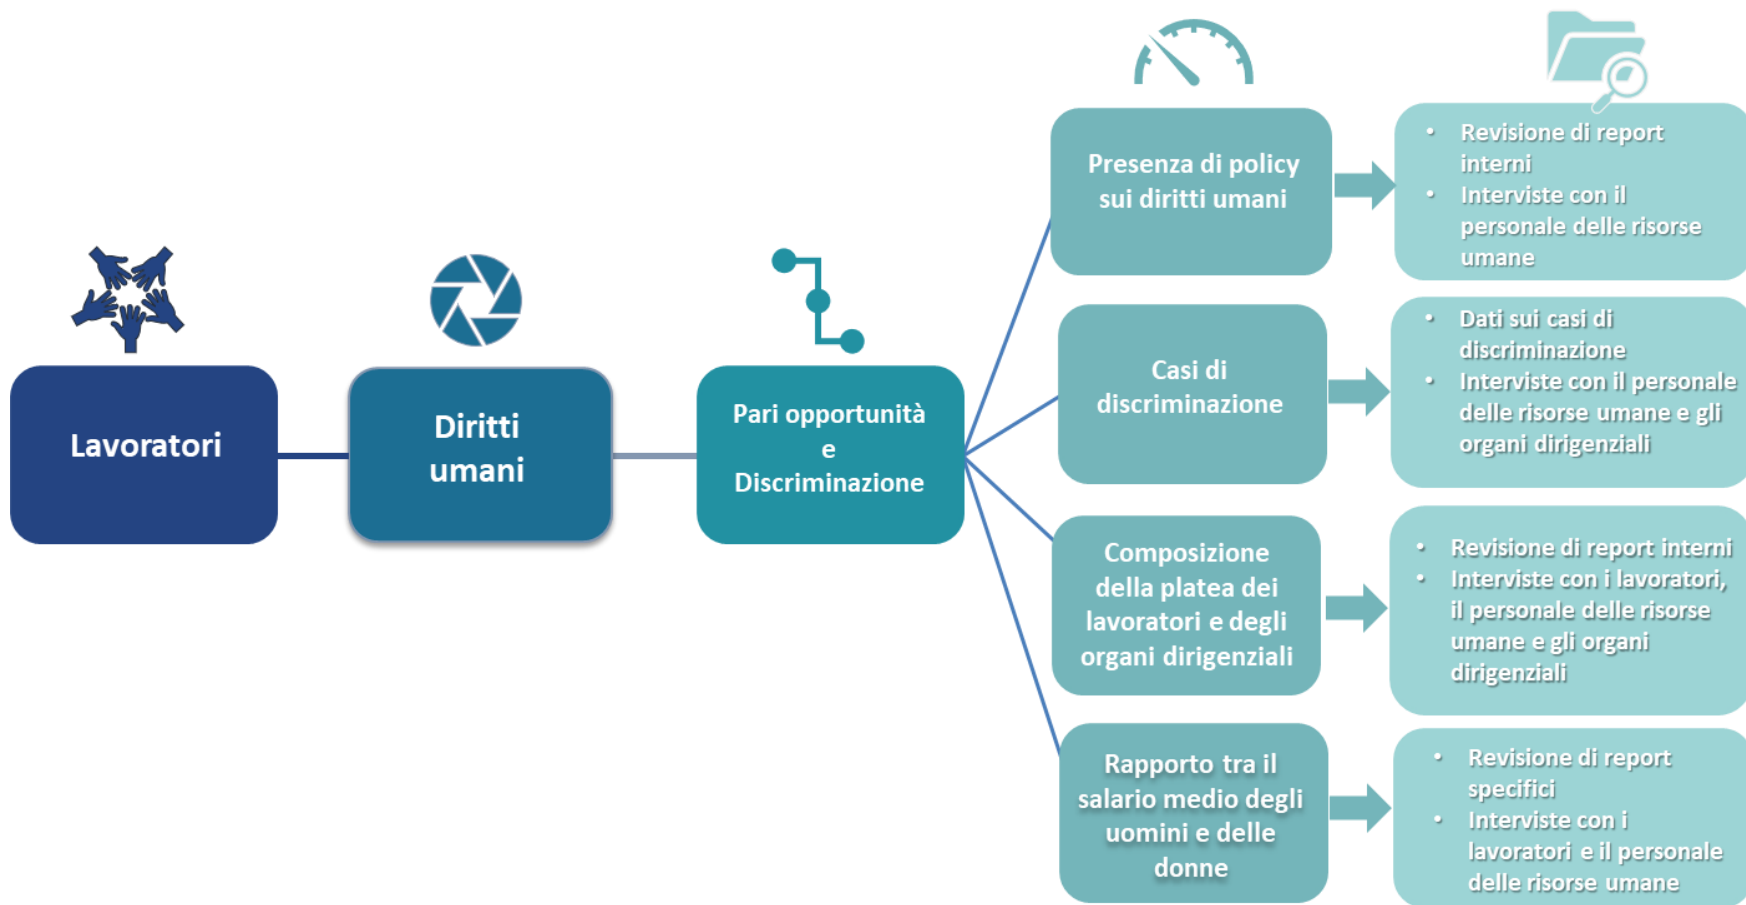 Lavoratori
Diritti
umani
Pari opportunità
e
Discriminazione
Presenza di policy
sui diritti umani
• Revisione di report
interni
• Interviste con il
personale delle risorse
umane
Casi di
discriminazione
• Dati sui casi di
discriminazione
• Interviste con il personale
delle risorse umane e gli
organi dirigenziali
Composizione
della platea dei
lavoratori e degli
organi dirigenziali
• Revisione di report interni
• Interviste con i lavoratori,
il personale delle risorse
umane e gli organi
dirigenziali
Rapporto tra il
salario medio degli
uomini e delle
donne
• Revisione di report
specifici
• Interviste con i
lavoratori e il personale
delle risorse umane